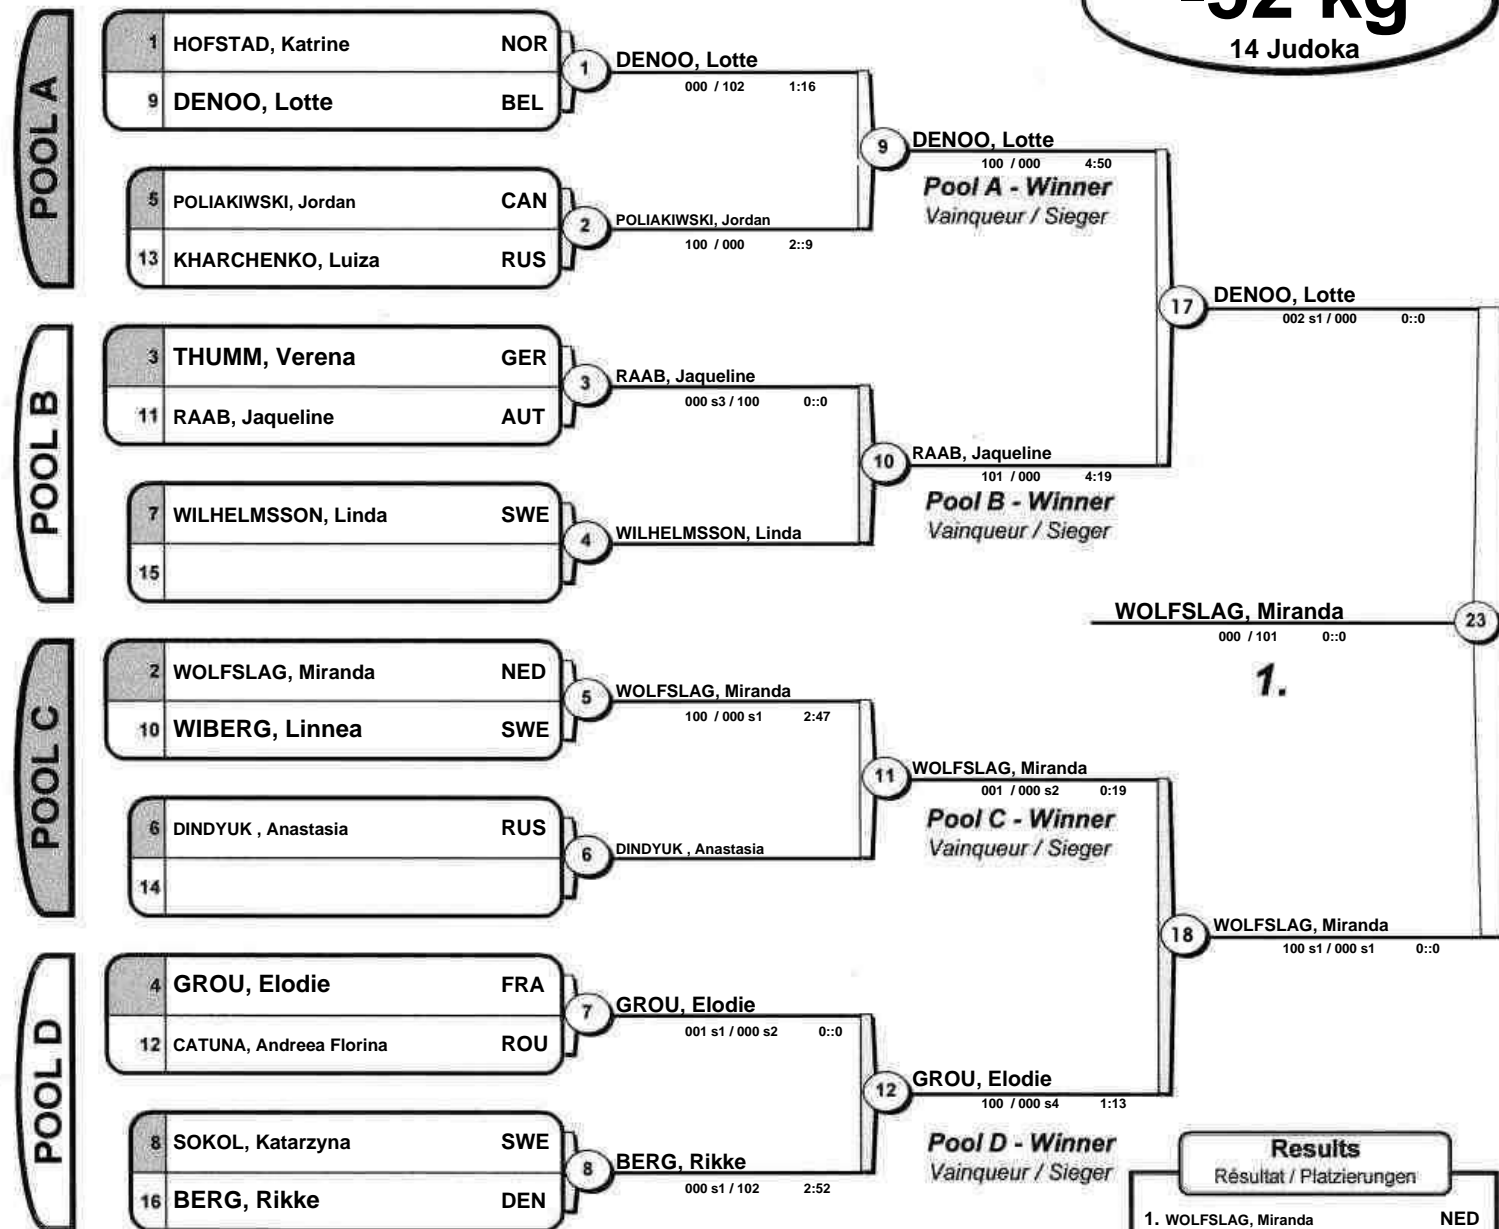 -52 kg
14 Judoka
POOL A
1 HOFSTAD, Katrine NOR
9 DENOO, Lotte BEL
1
DENOO, Lotte
000 / 102 1:16
5 POLIAKIWSKI, Jordan CAN
13 KHARCHENKO, Luiza RUS
2
POLIAKIWSKI, Jordan
100 / 000 2::9
9
DENOO, Lotte
100 / 000 4:50
Pool A - Winner
Vainqueur / Sieger
POOL B
3 THUMM, Verena GER
11 RAAB, Jaqueline AUT
3
RAAB, Jaqueline
000 s3 / 100 0::0
7 WILHELMSSON, Linda SWE
15
4
WILHELMSSON, Linda
10
RAAB, Jaqueline
101 / 000 4:19
Pool B - Winner
Vainqueur / Sieger
17
DENOO, Lotte
002 s1 / 000 0::0
WOLFSLAG, Miranda
000 / 101 0::0
23
1.
POOL C
2 WOLFSLAG, Miranda NED
10 WIBERG, Linnea SWE
5
WOLFSLAG, Miranda
100 / 000 s1 2:47
6 DINDYUK , Anastasia RUS
14
6
DINDYUK , Anastasia
11
WOLFSLAG, Miranda
001 / 000 s2 0:19
Pool C - Winner
Vainqueur / Sieger
POOL D
4 GROU, Elodie FRA
12 CATUNA, Andreea Florina ROU
7
GROU, Elodie
001 s1 / 000 s2 0::0
8 SOKOL, Katarzyna SWE
16 BERG, Rikke DEN
8
BERG, Rikke
000 s1 / 102 2:52
12
GROU, Elodie
100 / 000 s4 1:13
Pool D - Winner
Vainqueur / Sieger
18
WOLFSLAG, Miranda
100 s1 / 000 s1 0::0
Results
Résultat / Platzierungen
1. WOLFSLAG, Miranda NED